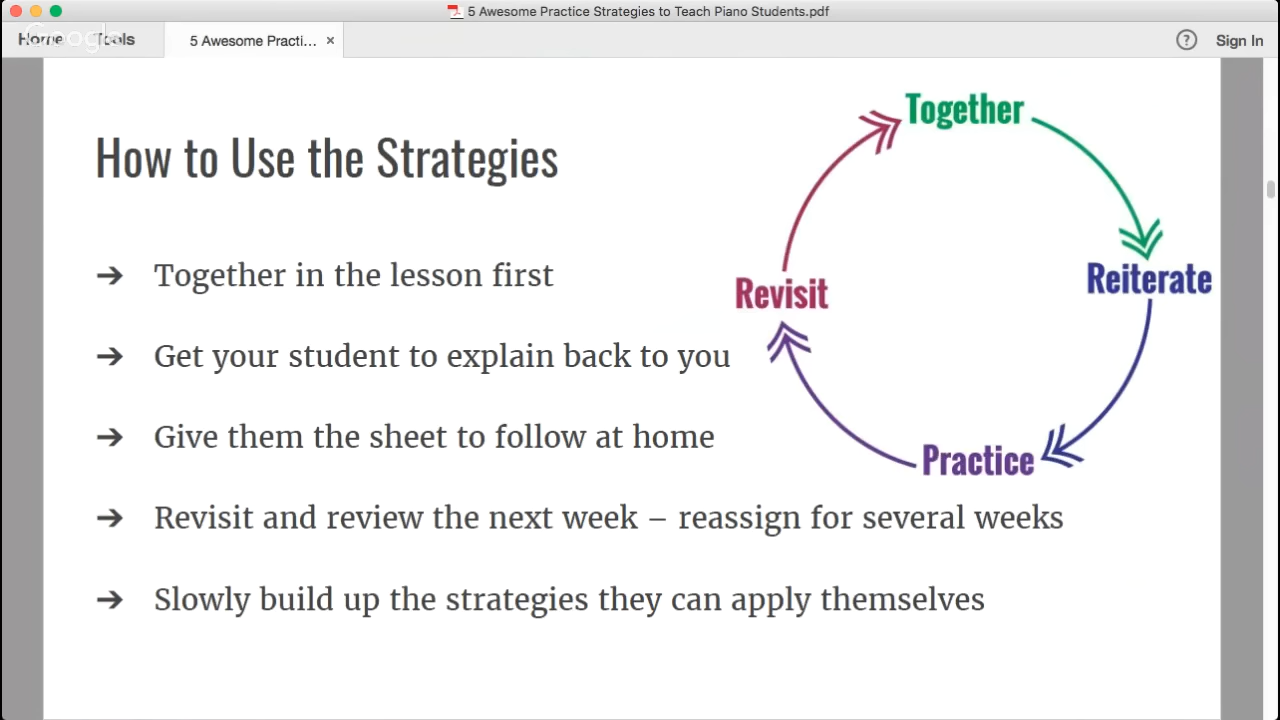 5 Awesome Practice Strategies to Teach Piano Students.pdf
Home Tools 5 Awesome Practi... × ? Sign In
Google
How to Use the Strategies
➔ Together in the lesson first
➔ Get your student to explain back to you
➔ Give them the sheet to follow at home
➔ Revisit and review the next week – reassign for several weeks
➔ Slowly build up the strategies they can apply themselves
Together
Reiterate
Practice
Revisit